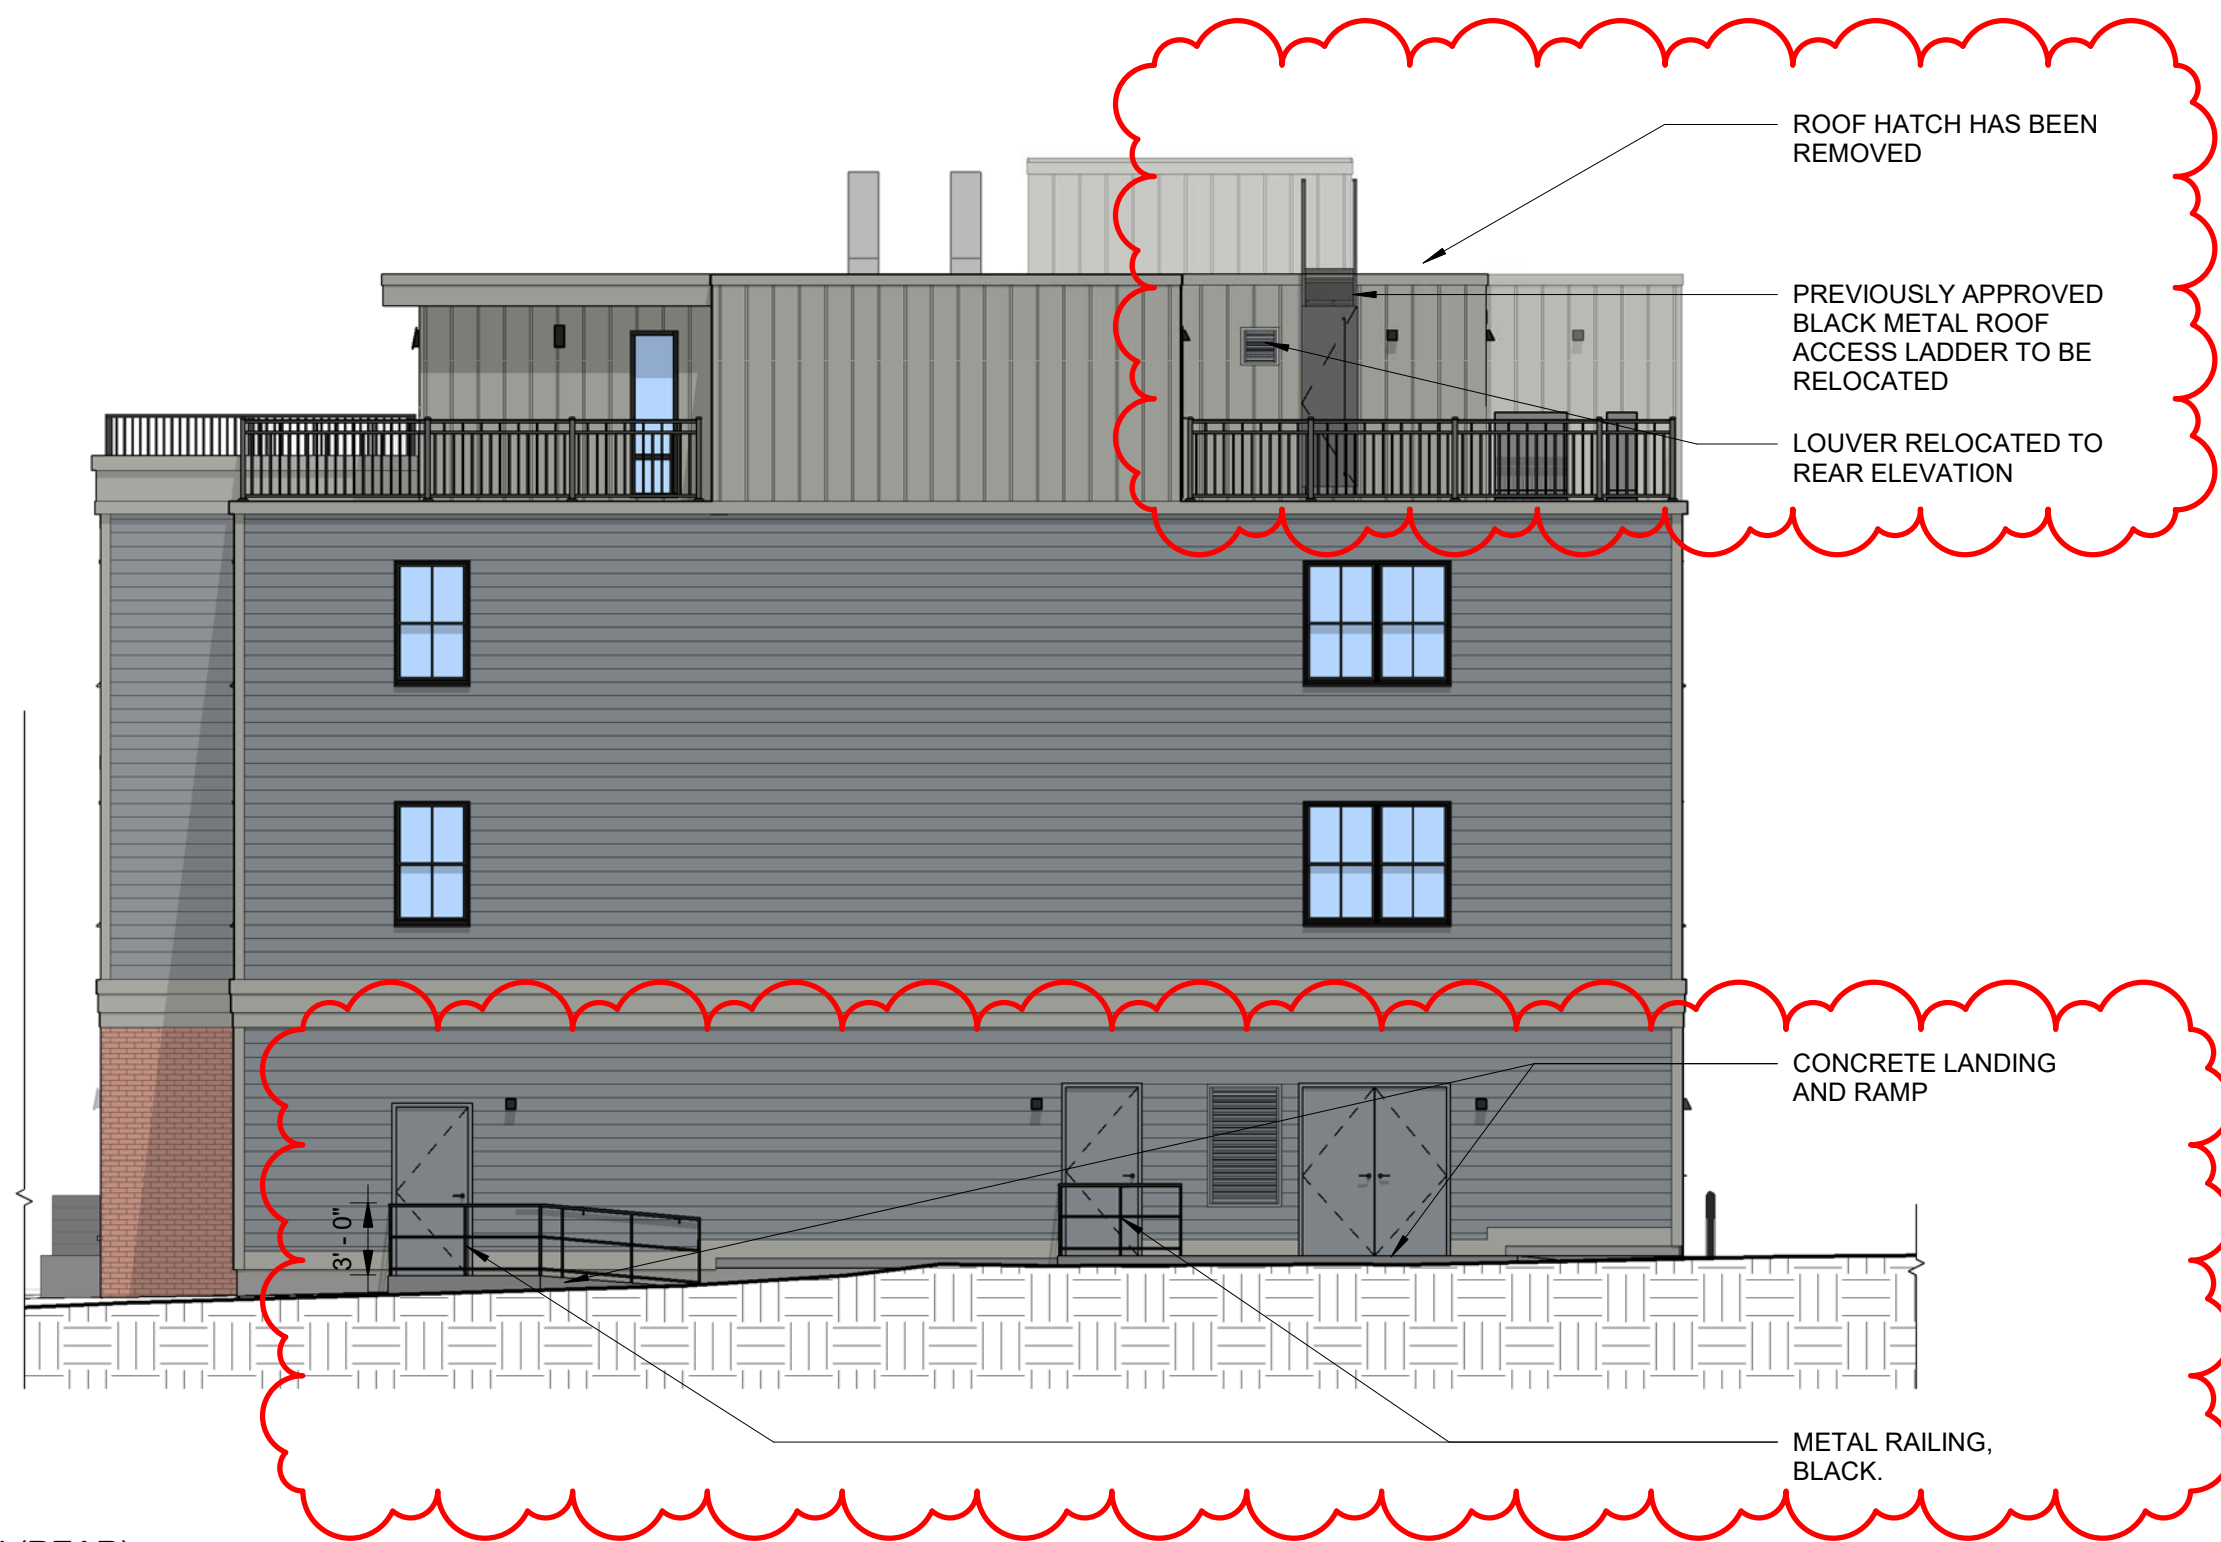 ROOF HATCH HAS BEEN
REMOVED
PREVIOUSLY APPROVED
BLACK METAL ROOF
ACCESS LADDER TO BE
RELOCATED
LOUVER RELOCATED TO
REAR ELEVATION
CONCRETE LANDING
AND RAMP
3' - 0"
METAL RAILING,
BLACK.